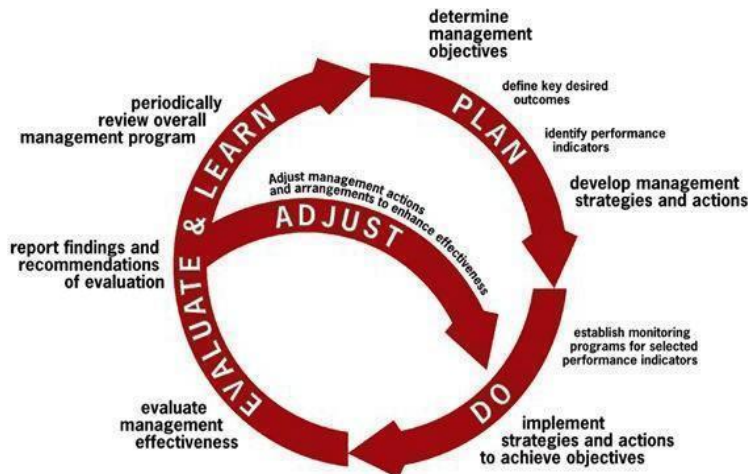 determine
management
objectives
PLAN
define key desired
outcomes
identify performance
indicators
develop management
strategies and actions
DO
establish monitoring
programs for selected
performance indicators
implement
strategies and actions
to achieve objectives
EVALUATE & LEARN
evaluate
management
effectiveness
report findings and
recommendations
of evaluation
periodically
review overall
management program
ADJUST
Adjust management actions
and arrangements to enhance effectiveness